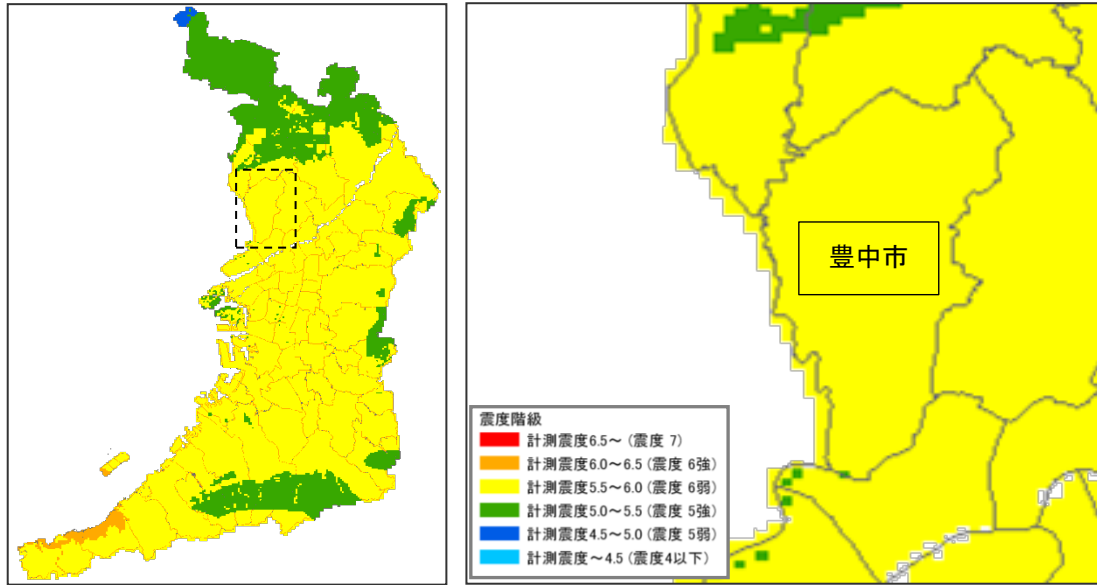 豊中市
震度階級
計測震度6.5～(震度 7)
計測震度6.0～6.5(震度 6強)
計測震度5.5～6.0(震度 6弱)
計測震度5.0～5.5(震度 5強)
計測震度4.5～5.0(震度 5弱)
計測震度～4.5(震度4以下)